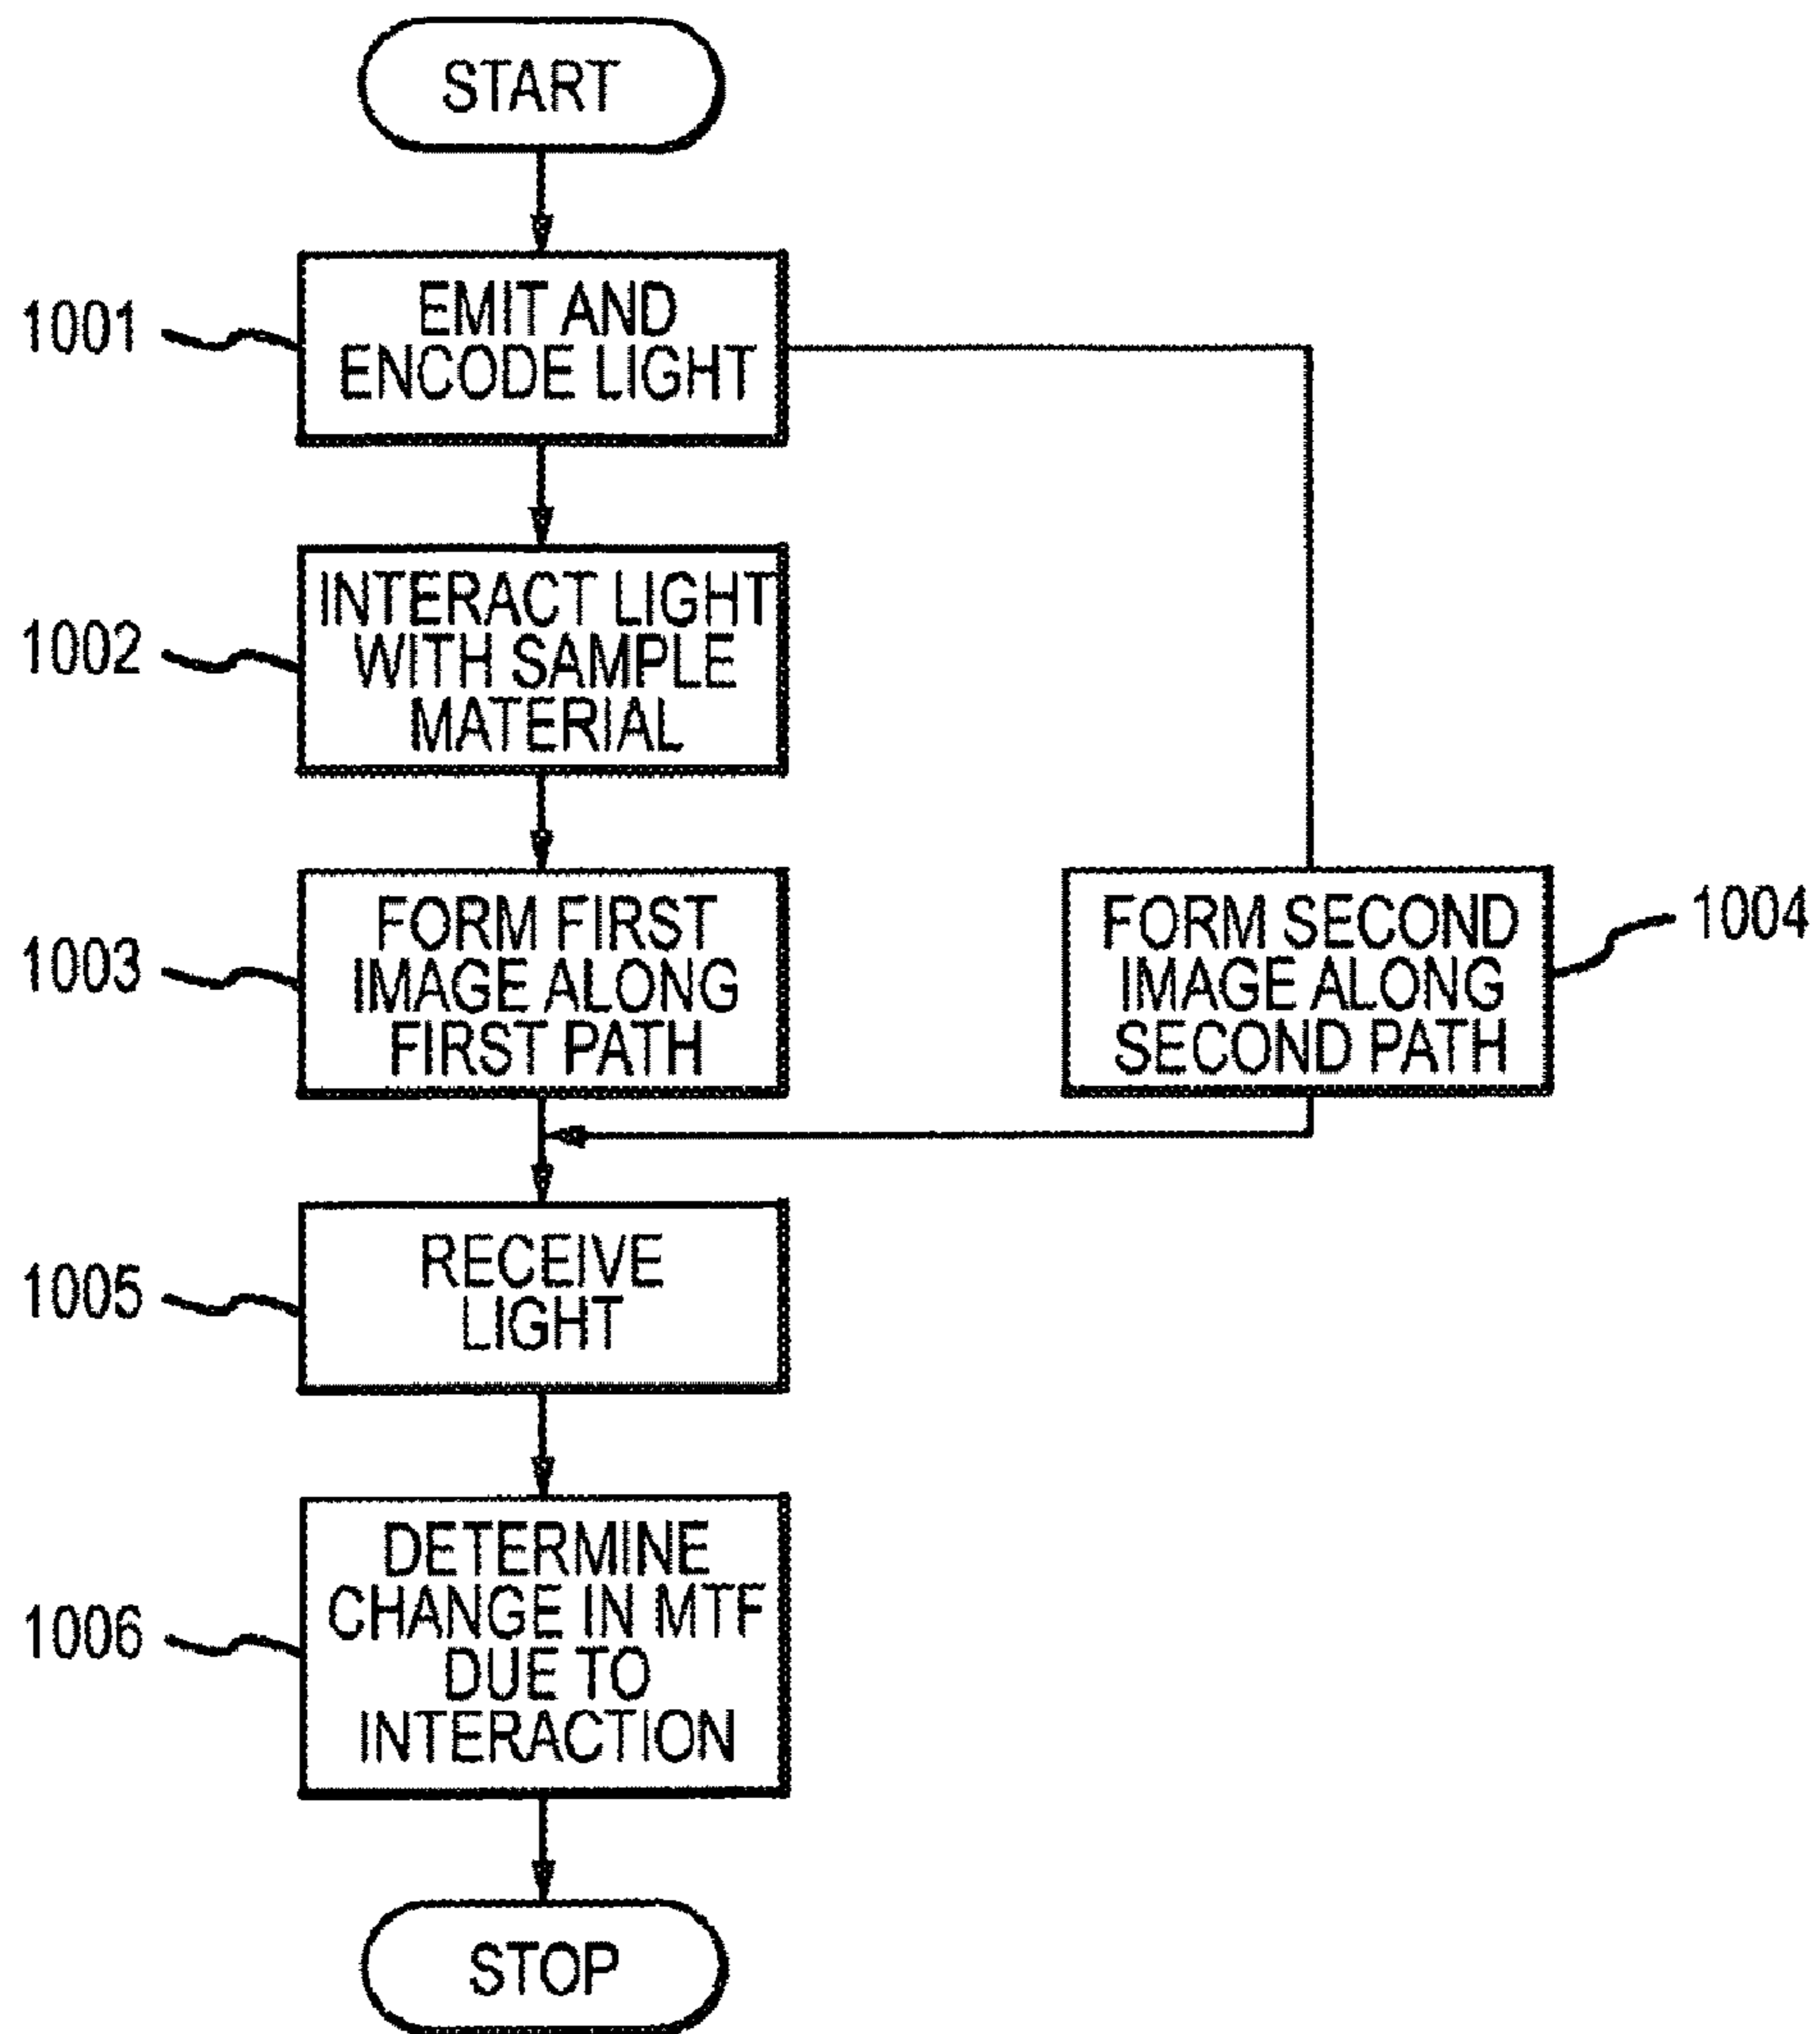 START
1001
EMIT AND
ENCODE LIGHT
1002
INTERACT LIGHT
WITH SAMPLE
MATERIAL
1003
FORM FIRST
IMAGE ALONG
FIRST PATH
FORM SECOND
IMAGE ALONG
SECOND PATH
1004
1005
RECEIVE
LIGHT
1006
DETERMINE
CHANGE IN MTF
DUE TO
INTERACTION
STOP